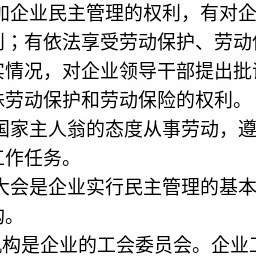 加企业民主管理的权利，有对企
利；有依法享受劳动保护、劳动
实情况，对企业领导干部提出批
殊劳动保护和劳动保险的权利。
国家主人翁的态度从事劳动，遵
工作任务。
大会是企业实行民主管理的基本
构。
机构是企业的工会委员会。企业工